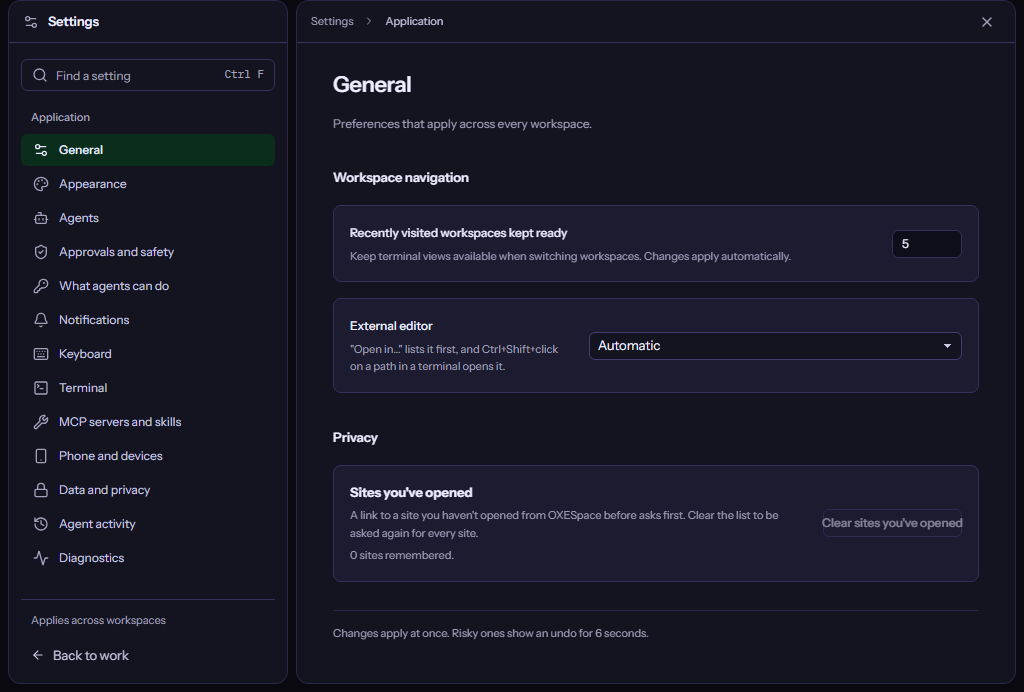 Settings
Find a setting
Ctrl F
Application
General
Appearance
Agents
Approvals and safety
What agents can do
Notifications
Keyboard
Terminal
MCP servers and skills
Phone and devices
Data and privacy
Agent activity
Diagnostics
Applies across workspaces
Back to work
Settings > Application
General
Preferences that apply across every workspace.
Workspace navigation
Recently visited workspaces kept ready
Keep terminal views available when switching workspaces. Changes apply automatically.
5
External editor
"Open in..." lists it first, and Ctrl+Shift+click
on a path in a terminal opens it.
Automatic
Privacy
Sites you've opened
A link to a site you haven't opened from OXESpace before asks first. Clear the list to be
asked again for every site.
0 sites remembered.
Clear sites you've opened
Changes apply at once. Risky ones show an undo for 6 seconds.